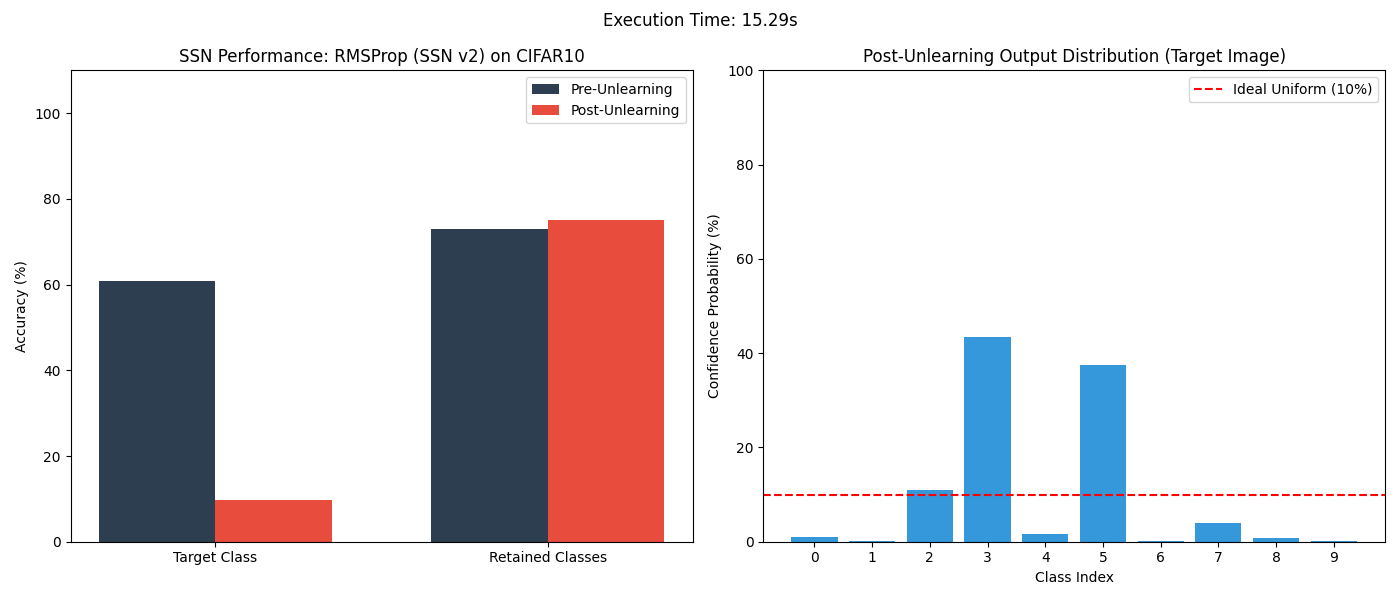 Execution Time: 15.29s
SSN Performance: RMSProp (SSN v2) on CIFAR10
Accuracy (%)
100
80
60
40
20
0
Pre-Unlearning
Post-Unlearning
Target Class
Retained Classes
Post-Unlearning Output Distribution (Target Image)
Confidence Probability (%)
100
80
60
40
20
0
Ideal Uniform (10%)
0 1 2 3 4 5 6 7 8 9
Class Index